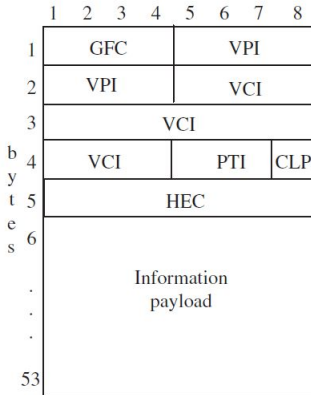 1 2 3 4 5 6 7 8
1 GFC VPI
2 VPI VCI
3 VCI
4 VCI PTI CLP
5 HEC
6
bytes
Information
payload
.
.
.
53